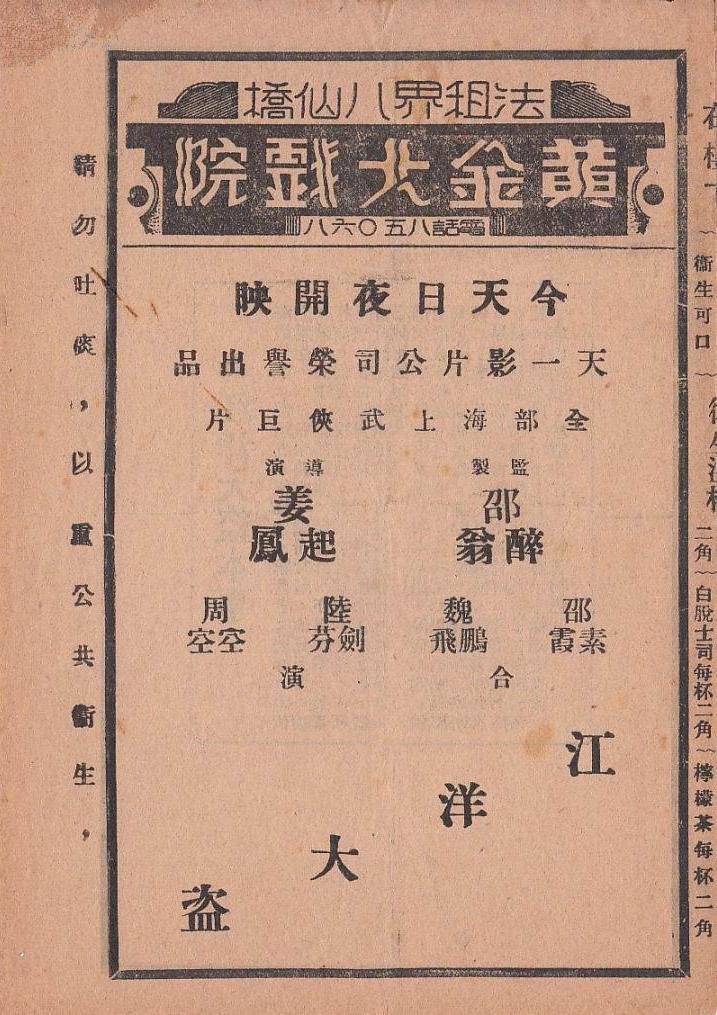 法租界八仙橋
黃金大戲院
電話八五〇六八
今天日夜開映
天一影片公司榮譽出品
全部海上武俠巨片
監製
邵醉翁
導演
姜起鳳
邵素霞
魏鵬飛
陸劍芬
周空空
合演
江洋大盗
請勿吐痰，以重公共衛生，
衛生可口
二角
白脫士司每杯二角
檸檬茶每杯二角